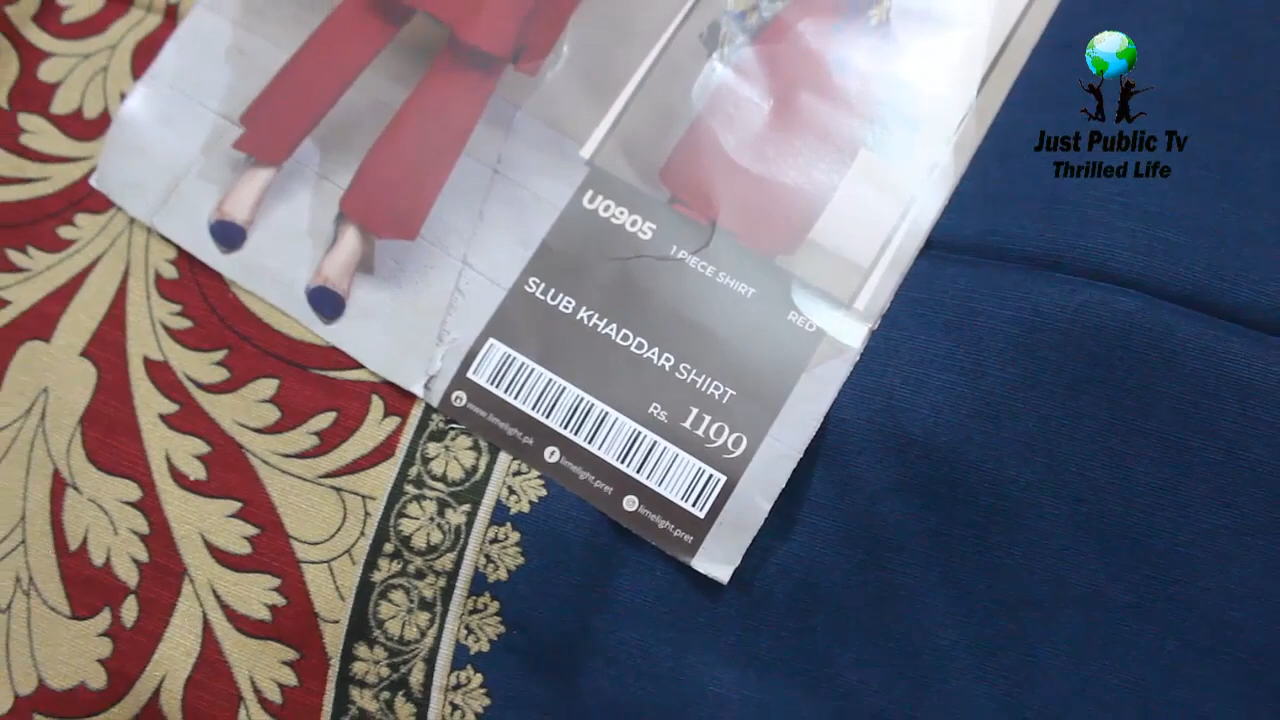 Just Public Tv
Thrilled Life
U0905
1 PIECE SHIRT
RED
SLUB KHADDAR SHIRT
Rs. 1199
www.limelight.pk
limelight.pret
limelight.pret